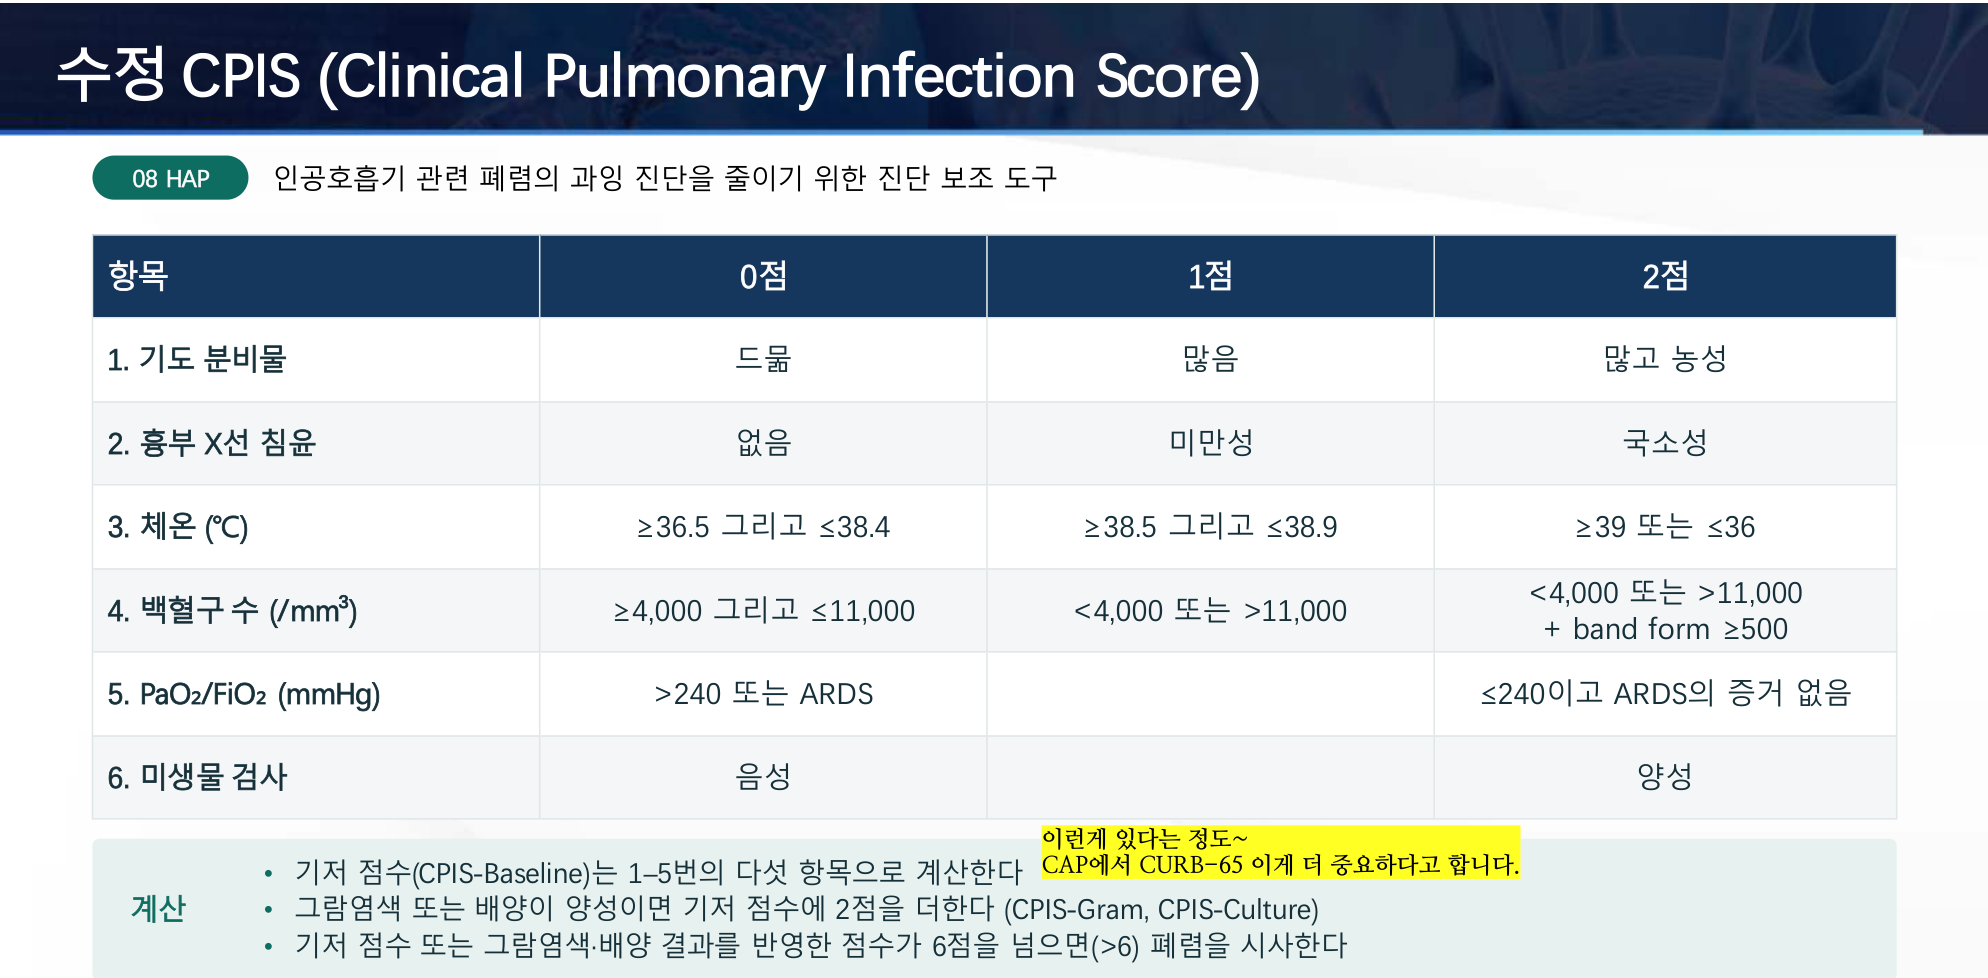 수정 CPIS (Clinical Pulmonary Infection Score)
08 HAP 인공호흡기 관련 폐렴의 과잉 진단을 줄이기 위한 진단 보조 도구
항목 0점 1점 2점
1. 기도 분비물 드묾 많음 많고 농성
2. 흉부 X선 침윤 없음 미만성 국소성
3. 체온 (℃) ≥36.5 그리고 ≤38.4 ≥38.5 그리고 ≤38.9 ≥39 또는 ≤36
4. 백혈구 수 (/mm³) ≥4,000 그리고 ≤11,000 <4,000 또는 >11,000 <4,000 또는 >11,000
+ band form ≥500
5. PaO₂/FiO₂ (mmHg) >240 또는 ARDS ≤240이고 ARDS의 증거 없음
6. 미생물 검사 음성 양성
이런게 있다는 정도~
CAP에서 CURB-65 이게 더 중요하다고 합니다.
계산
• 기저 점수(CPIS-Baseline)는 1–5번의 다섯 항목으로 계산한다
• 그람염색 또는 배양이 양성이면 기저 점수에 2점을 더한다 (CPIS-Gram, CPIS-Culture)
• 기저 점수 또는 그람염색·배양 결과를 반영한 점수가 6점을 넘으면(>6) 폐렴을 시사한다